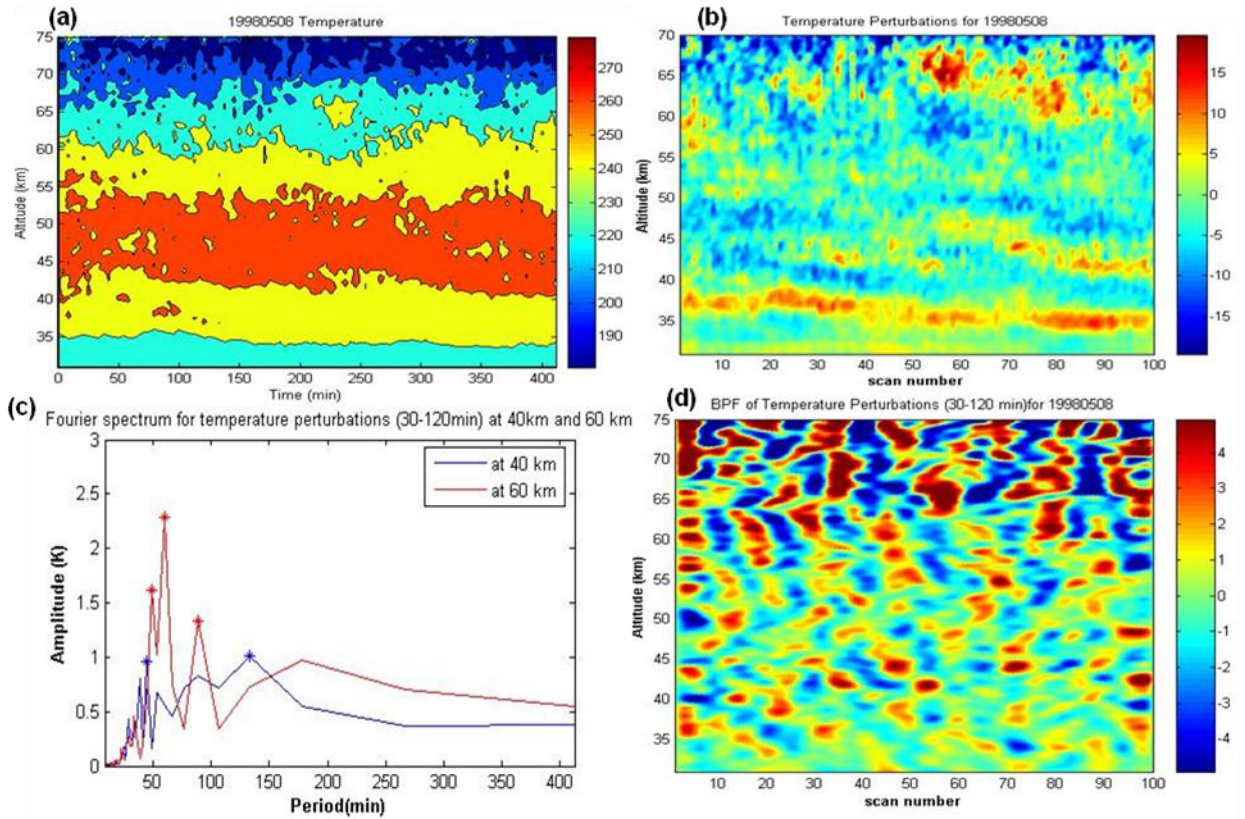 (a)
19980508 Temperature
Altitude (km)
75
70
65
60
55
50
45
40
35
0 50 100 150 200 250 300 350 400
Time (min)
270
260
250
240
230
220
210
200
190
(b)
Temperature Perturbations for 19980508
Altitude (km)
70
65
60
55
50
45
40
35
10 20 30 40 50 60 70 80 90 100
scan number
15
10
5
0
-5
-10
-15
(c)
Fourier spectrum for temperature perturbations (30-120min) at 40km and 60 km
Amplitude (K)
3
2.5
2
1.5
1
0.5
0
at 40 km
at 60 km
50 100 150 200 250 300 350 400
Period(min)
(d)
BPF of Temperature Perturbations (30-120 min)for 19980508
Altitude (km)
75
70
65
60
55
50
45
40
35
10 20 30 40 50 60 70 80 90 100
scan number
4
3
2
1
0
-1
-2
-3
-4